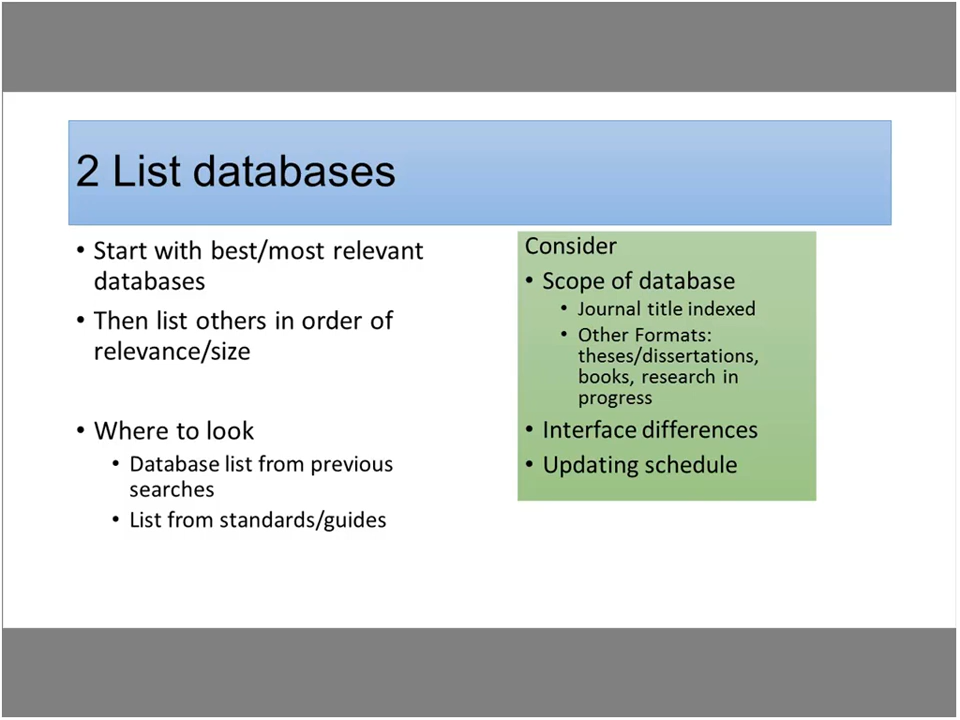 2 List databases
• Start with best/most relevant
databases
• Then list others in order of
relevance/size
• Where to look
• Database list from previous
searches
• List from standards/guides
Consider
• Scope of database
• Journal title indexed
• Other Formats:
theses/dissertations,
books, research in
progress
• Interface differences
• Updating schedule